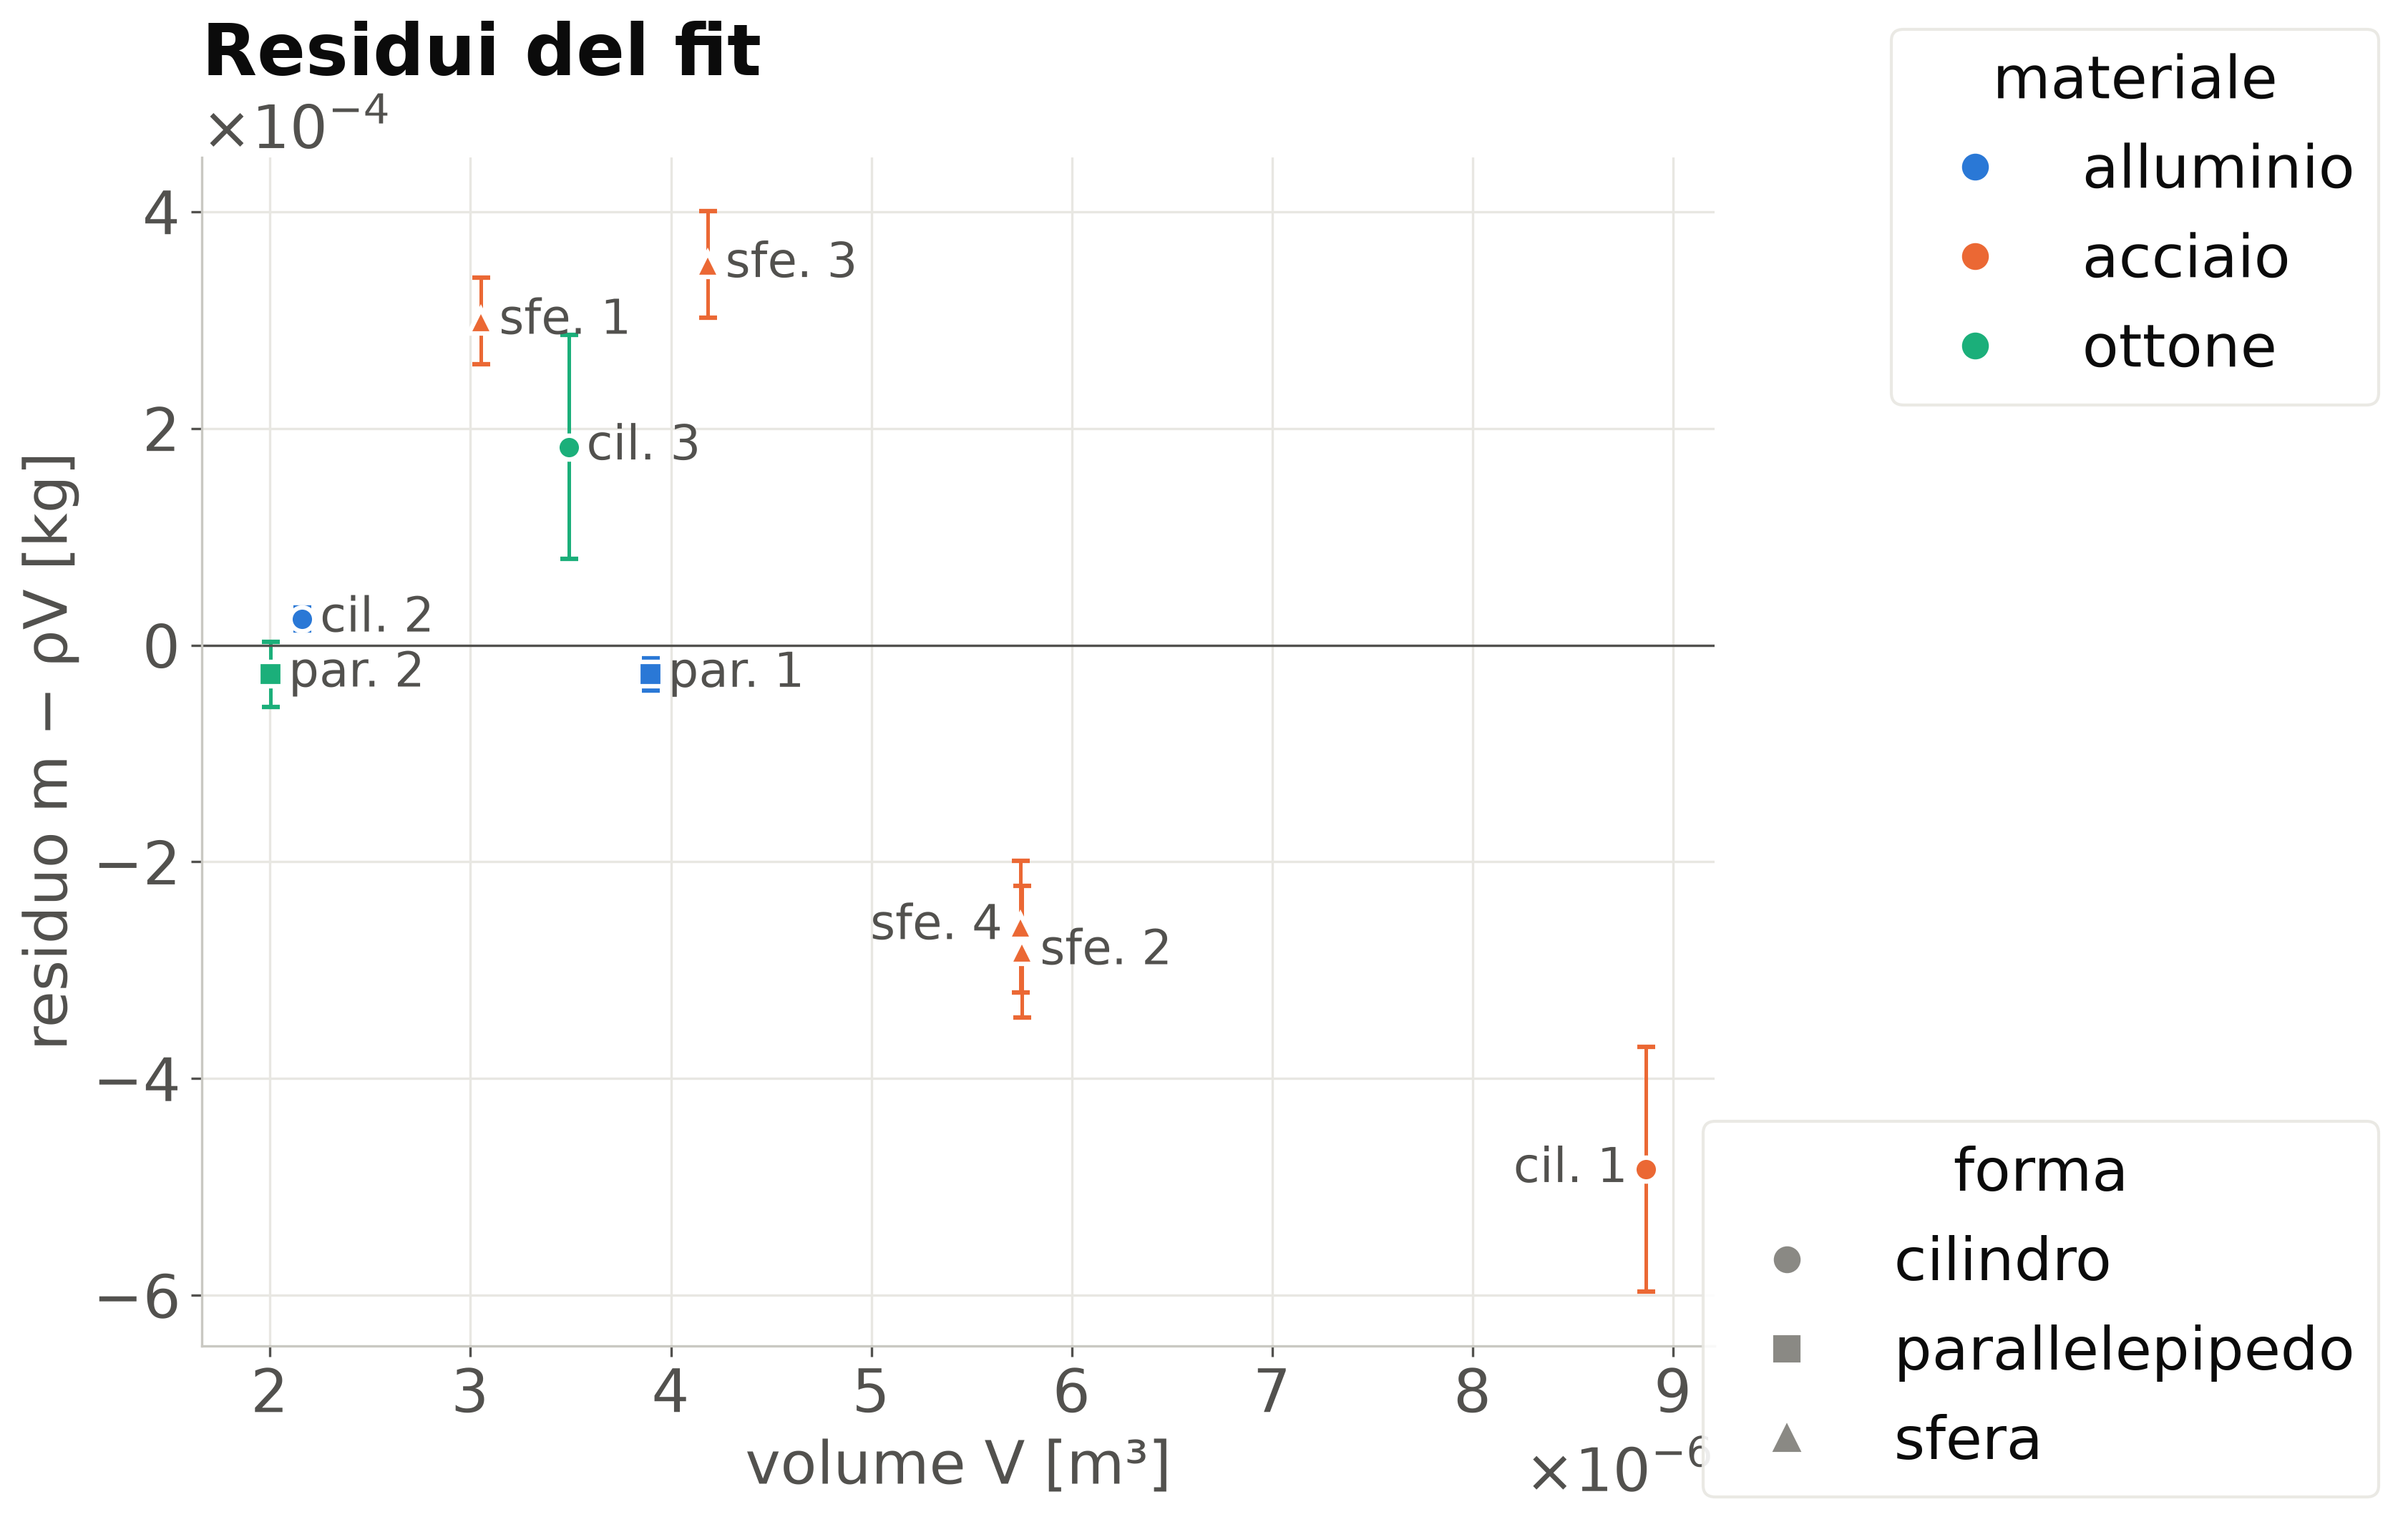 Residui del fit
×10⁻⁴
materiale
alluminio
acciaio
ottone
4
2
0
−2
−4
−6
residuo m − ρV [kg]
sfe. 3
sfe. 1
cil. 3
cil. 2
par. 2
par. 1
sfe. 4
sfe. 2
cil. 1
forma
cilindro
parallelepipedo
sfera
2 3 4 5 6 7 8 9
volume V [m³]
×10⁻⁶